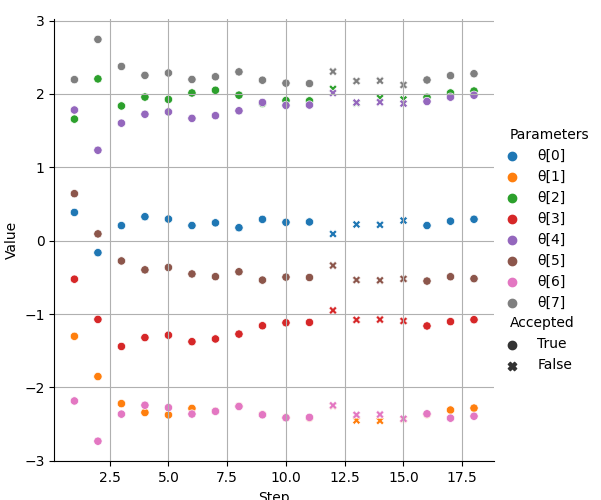 3
2
1
0
−1
−2
−3
Value
2.5
5.0
7.5
10.0
12.5
15.0
17.5
Step
Parameters
θ[0]
θ[1]
θ[2]
θ[3]
θ[4]
θ[5]
θ[6]
θ[7]
Accepted
True
False